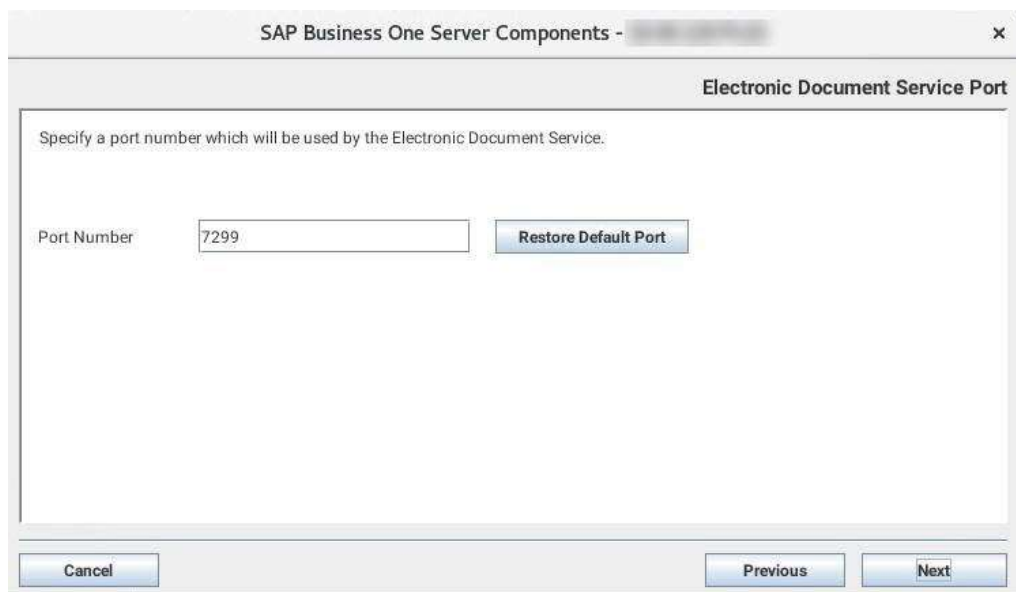 SAP Business One Server Components -
×
Electronic Document Service Port
Specify a port number which will be used by the Electronic Document Service.
Port Number 7299 Restore Default Port
Cancel Previous Next